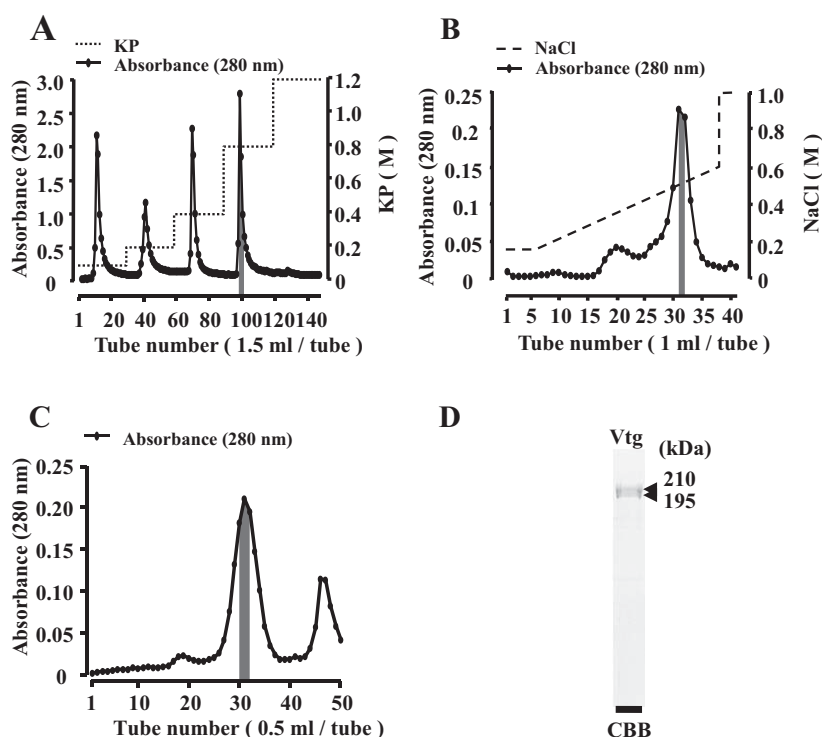 A
KP
Absorbance (280 nm)
3.0
2.5
2.0
1.5
1.0
0.5
0
Absorbance (280 nm)
1.2
1.0
0.8
0.6
0.4
0.2
0
KP ( M )
1 20 40 60 80 100 120 140
Tube number ( 1.5 ml / tube )
B
NaCl
Absorbance (280 nm)
0.25
0.2
0.15
0.1
0.05
0
Absorbance (280 nm)
1.0
0.8
0.6
0.4
0.2
0
NaCl ( M )
1 5 10 15 20 25 30 35 40
Tube number ( 1 ml / tube )
C
Absorbance (280 nm)
0.25
0.20
0.15
0.10
0.05
0
Absorbance (280 nm)
1 10 20 30 40 50
Tube number ( 0.5 ml / tube )
D
Vtg
(kDa)
210
195
CBB